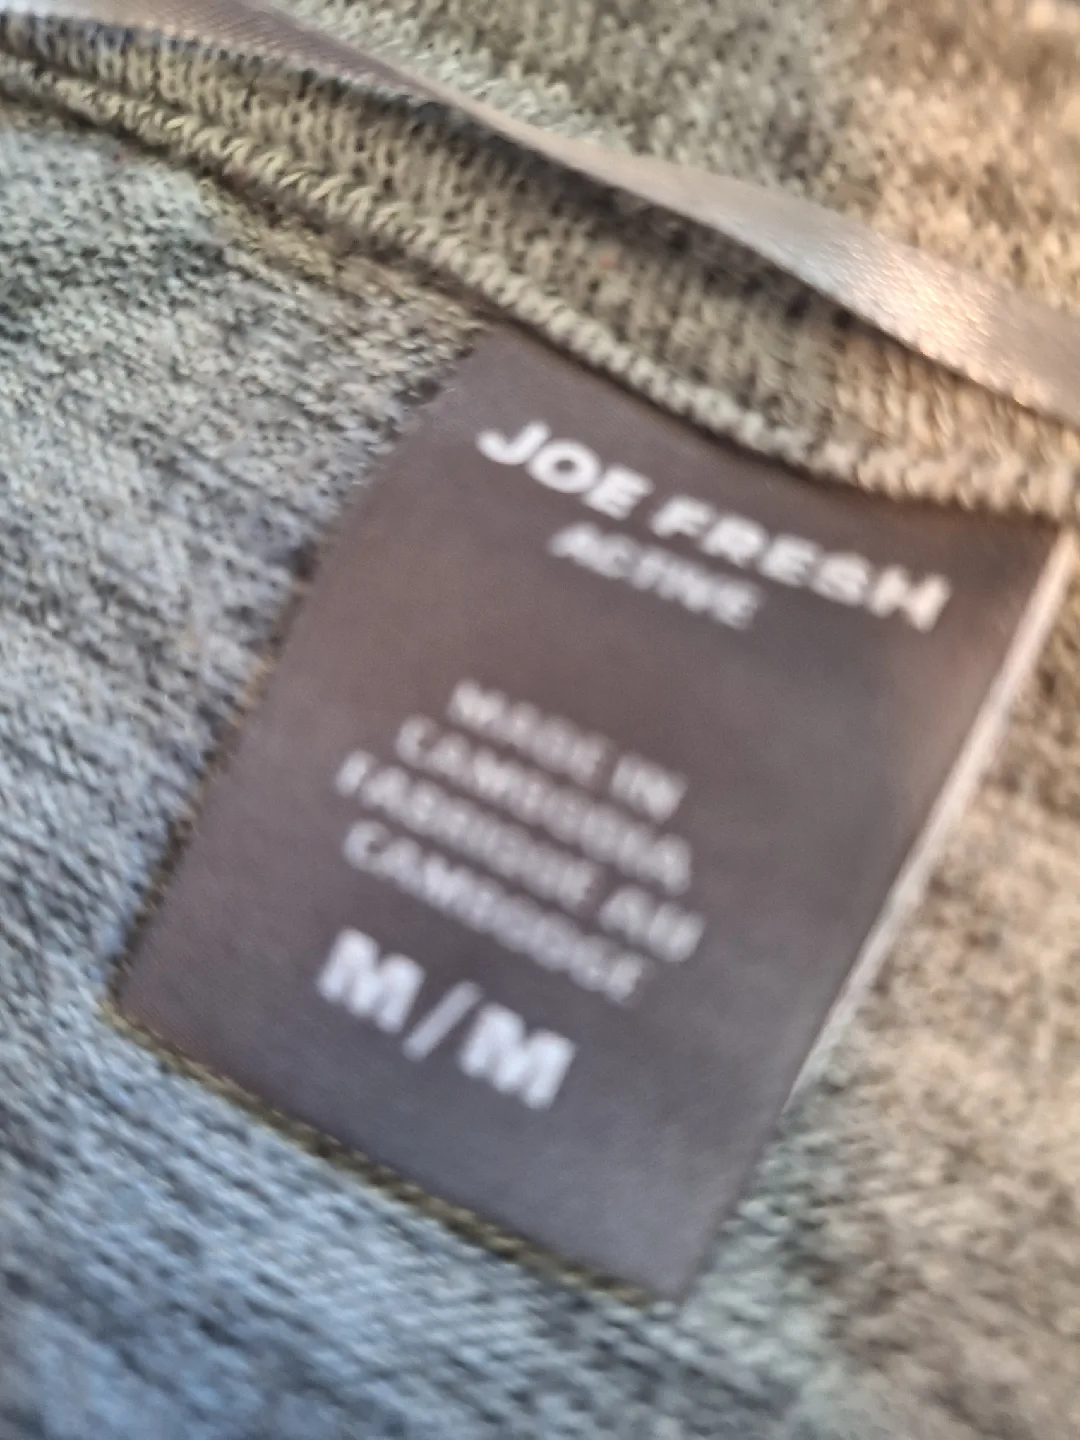 JOE FRESH
ACTIVE
MADE IN
CAMBODIA
FABRIQUÉ AU
CAMBODGE
M/M